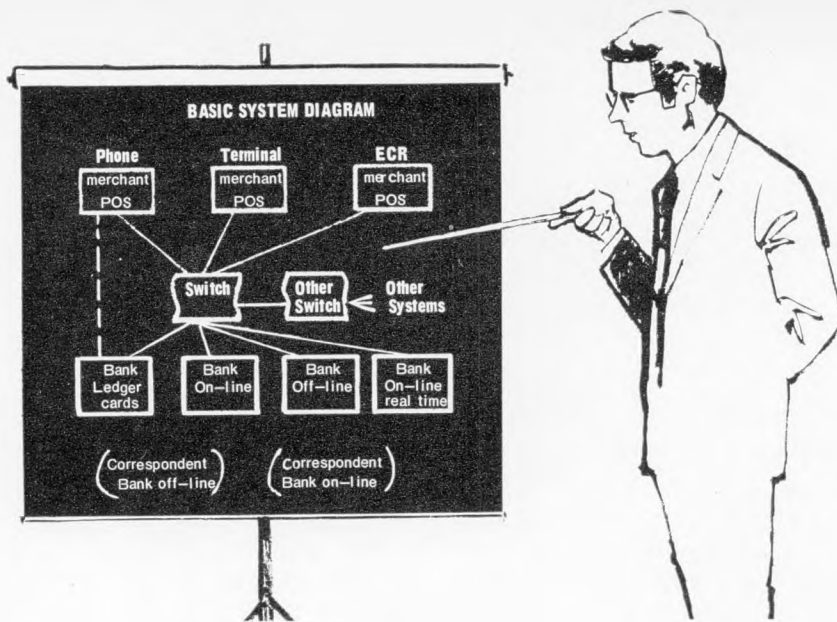 BASIC SYSTEM DIAGRAM
Phone
merchant
POS
Terminal
merchant
POS
ECR
merchant
POS
Switch
Other
Switch
Other
Systems
Bank
Ledger
cards
Bank
On-line
Bank
Off-line
Bank
On-line
real time
(Correspondent
Bank off-line)
(Correspondent
Bank on-line)